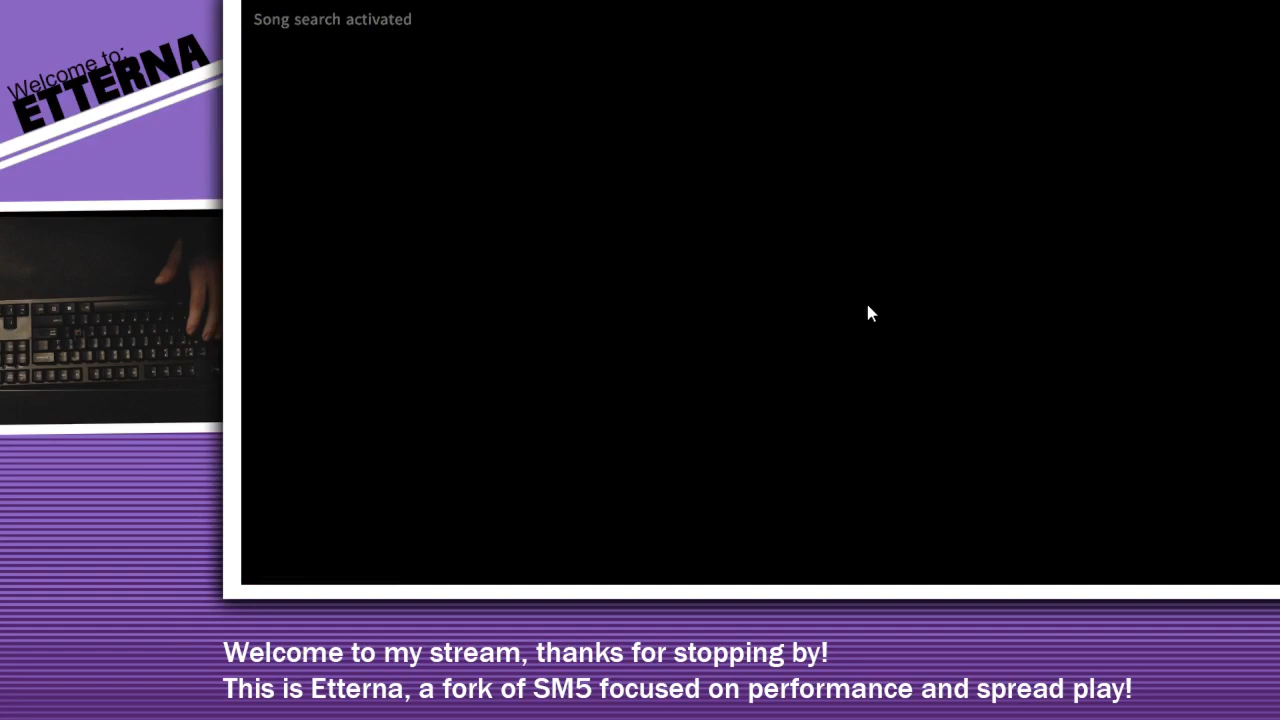 Song search activated
Welcome to:
ETTERNA
Welcome to my stream, thanks for stopping by!
This is Etterna, a fork of SM5 focused on performance and spread play!